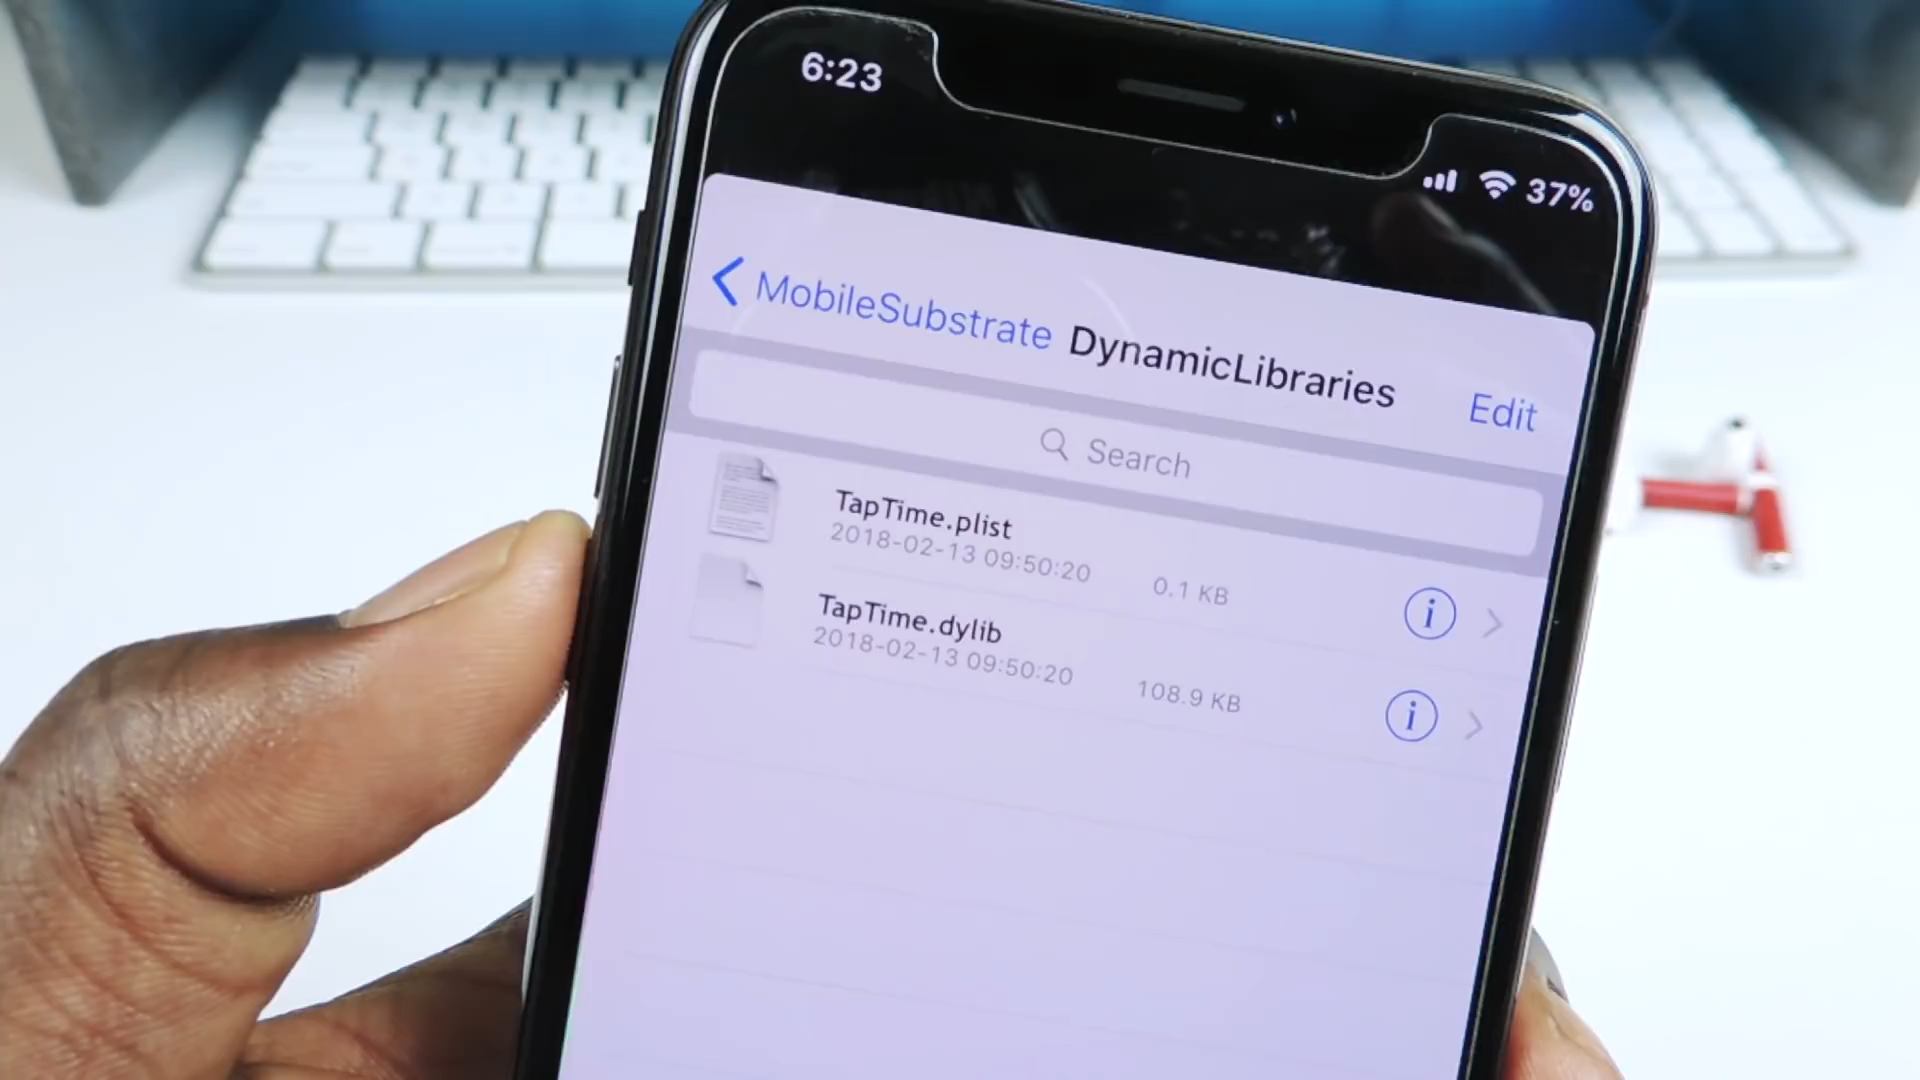 6:23
37%
MobileSubstrate DynamicLibraries Edit
Search
TapTime.plist
2018-02-13 09:50:20 0.1 KB
TapTime.dylib
2018-02-13 09:50:20 108.9 KB